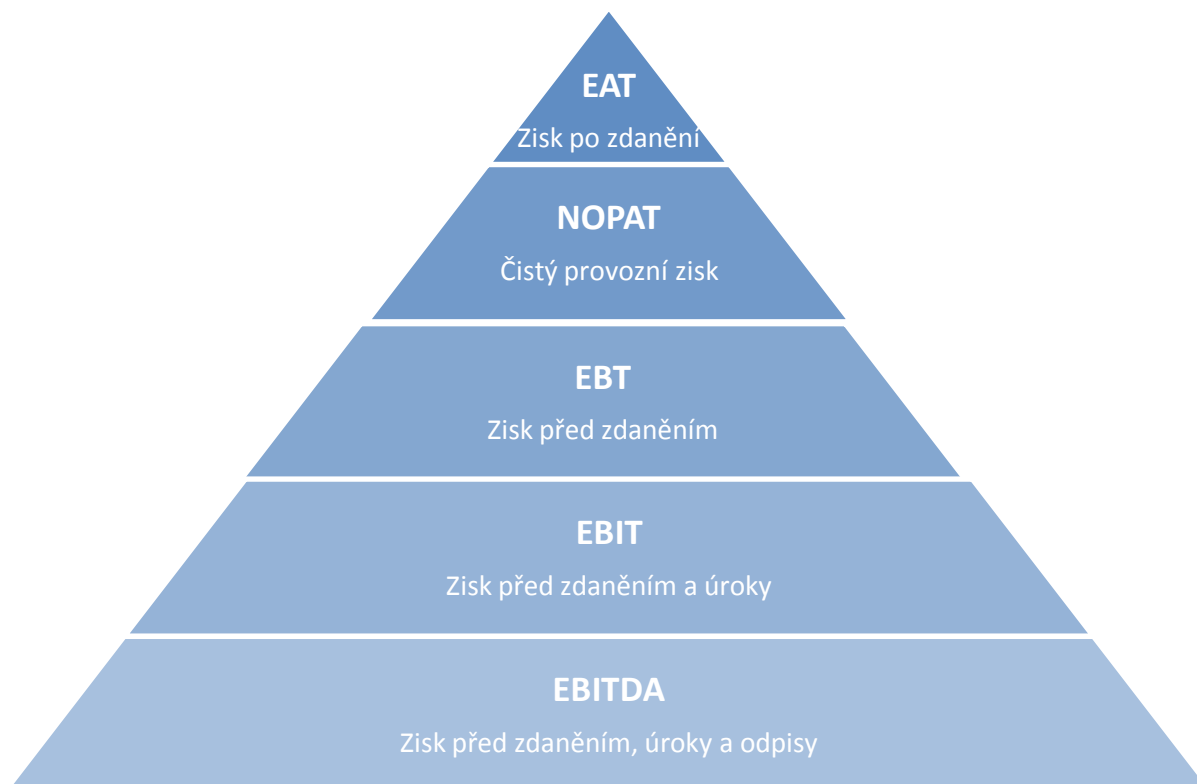 EAT
Zisk po zdanění
NOPAT
Čistý provozní zisk
EBT
Zisk před zdaněním
EBIT
Zisk před zdaněním a úroky
EBITDA
Zisk před zdaněním, úroky a odpisy